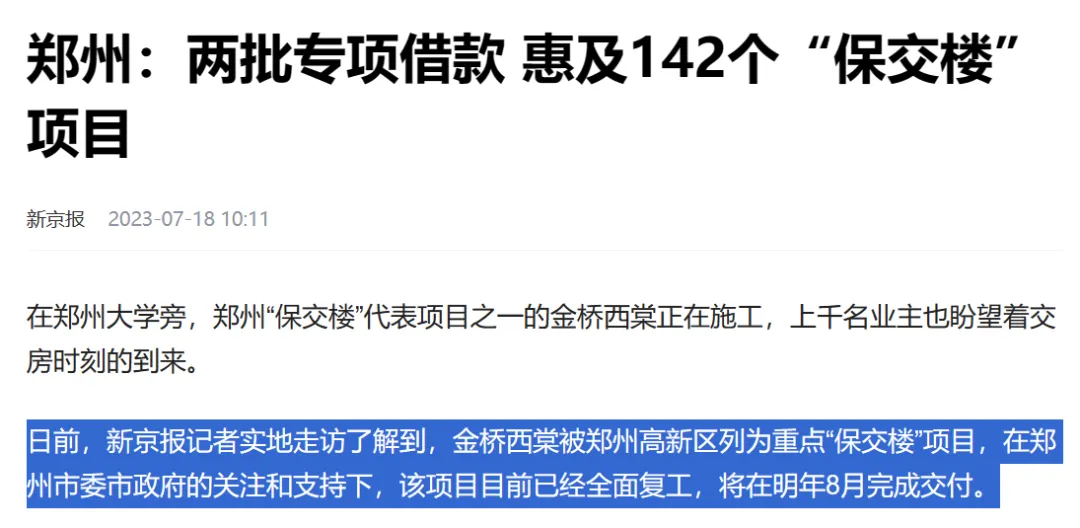 郑州：两批专项借款 惠及142个“保交楼”
项目
新京报 2023-07-18 10:11
在郑州大学旁，郑州“保交楼”代表项目之一的金桥西棠正在施工，上千名业主也盼望着交
房时刻的到来。
日前，新京报记者实地走访了解到，金桥西棠被郑州高新区列为重点“保交楼”项目，在郑
州市委市政府的关注和支持下，该项目目前已经全面复工，将在明年8月完成交付。